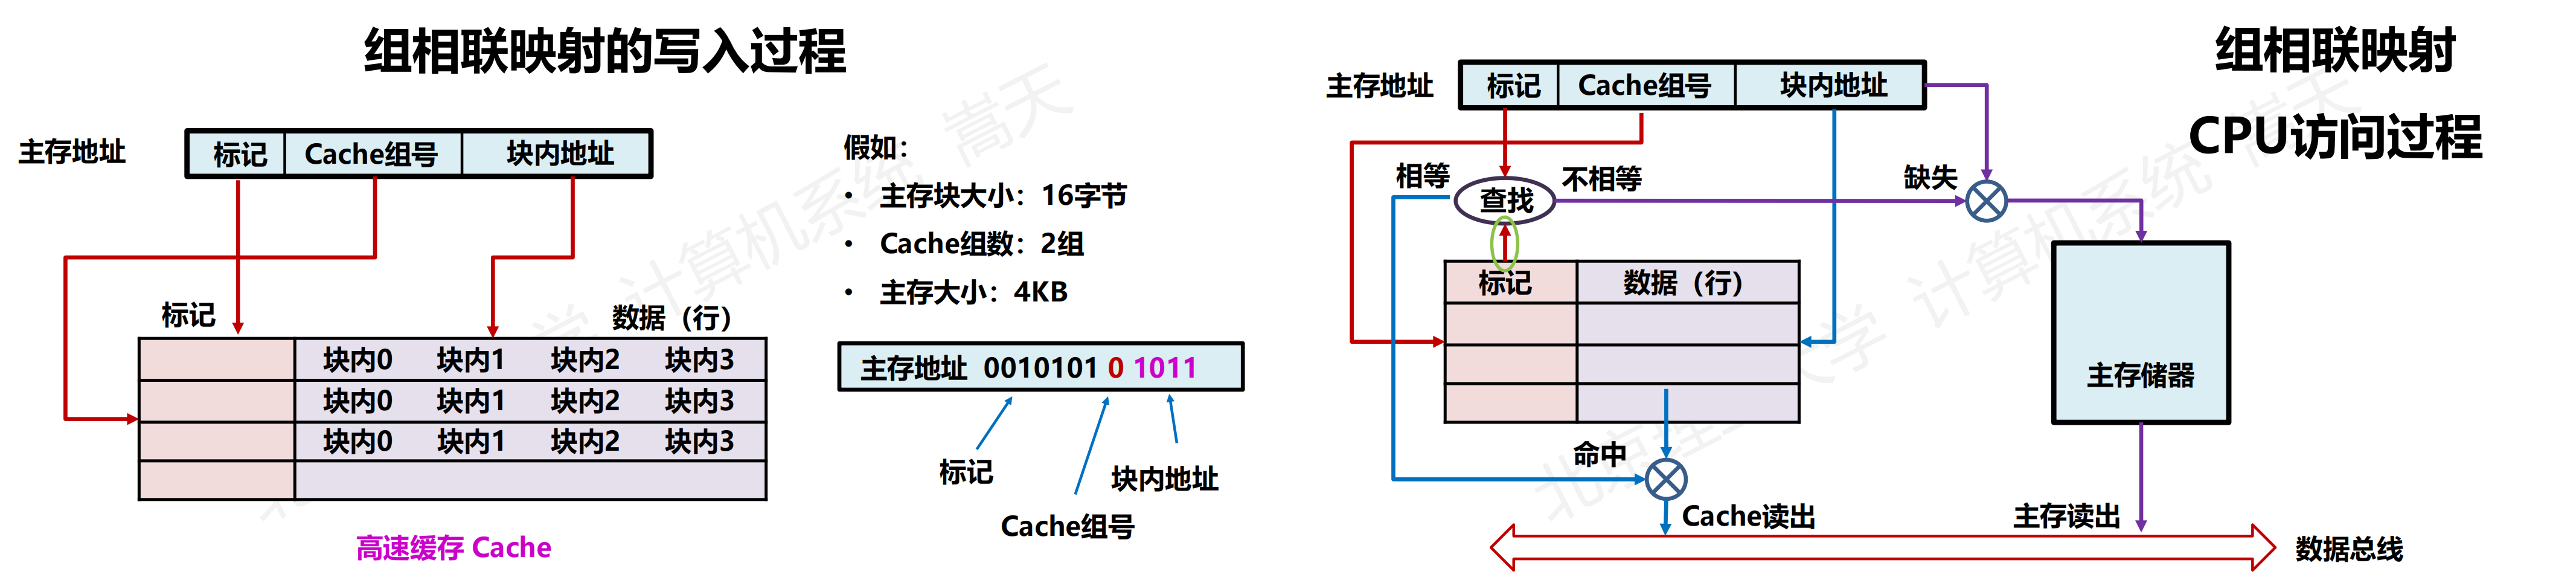 组相联映射的写入过程
主存地址 标记 Cache组号 块内地址
标记 数据（行）
块内0 块内1 块内2 块内3
块内0 块内1 块内2 块内3
块内0 块内1 块内2 块内3
高速缓存 Cache
假如：
• 主存块大小：16字节
• Cache组数：2组
• 主存大小：4KB
主存地址 0010101 0 1011
标记
Cache组号
块内地址
组相联映射
CPU访问过程
主存地址 标记 Cache组号 块内地址
相等 查找 不相等 缺失
标记 数据（行）
主存储器
命中
Cache读出 主存读出
数据总线
计算机系统 嵩天
北京理工大学 计算机系统 嵩天